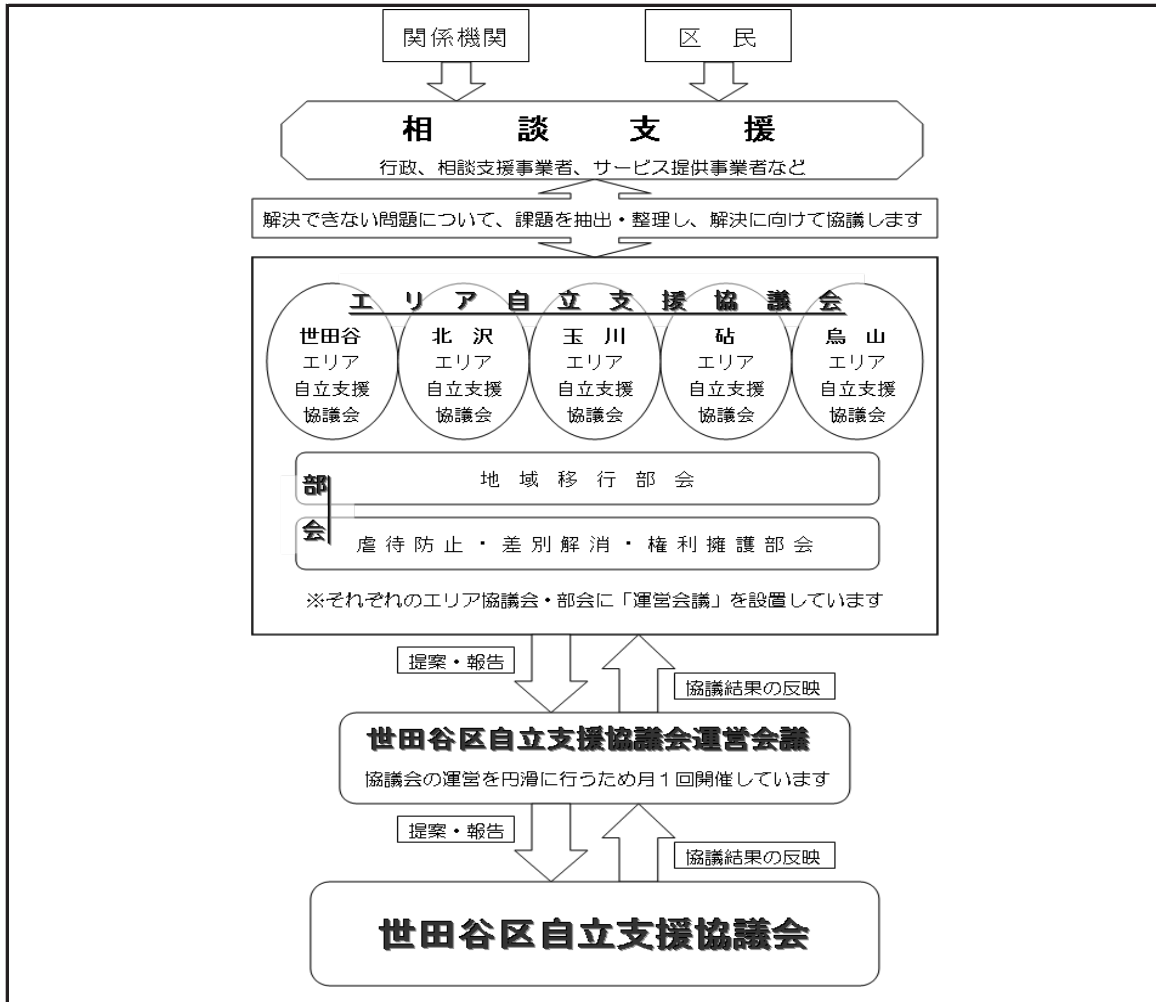 関係機関
区民
相談支援
行政、相談支援事業者、サービス提供事業者など
解決できない問題について、課題を抽出・整理し、解決に向けて協議します
エリア自立支援協議会
世田谷
エリア
自立支援
協議会
北沢
エリア
自立支援
協議会
玉川
エリア
自立支援
協議会
砧
エリア
自立支援
協議会
烏山
エリア
自立支援
協議会
部会
地域移行部会
虐待防止・差別解消・権利擁護部会
※それぞれのエリア協議会・部会に「運営会議」を設置しています
提案・報告
協議結果の反映
世田谷区自立支援協議会運営会議
協議会の運営を円滑に行うため月１回開催しています
提案・報告
協議結果の反映
世田谷区自立支援協議会